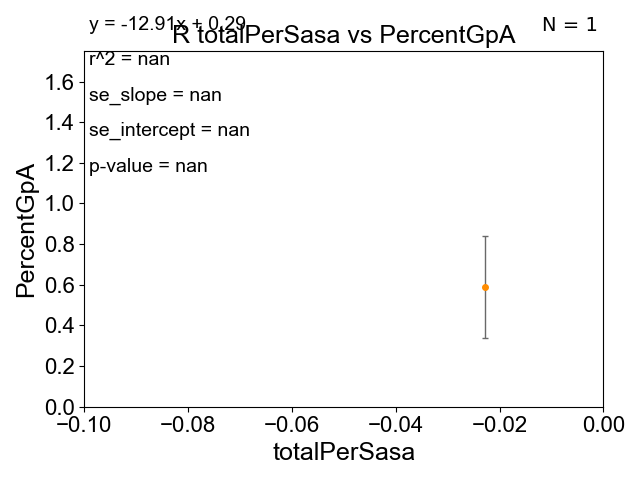 y = -12.91x + 0.29
N = 1
R totalPerSasa vs PercentGpA
r^2 = nan
se_slope = nan
se_intercept = nan
p-value = nan
PercentGpA
1.6
1.4
1.2
1.0
0.8
0.6
0.4
0.2
0.0
−0.10 −0.08 −0.06 −0.04 −0.02 0.00
totalPerSasa